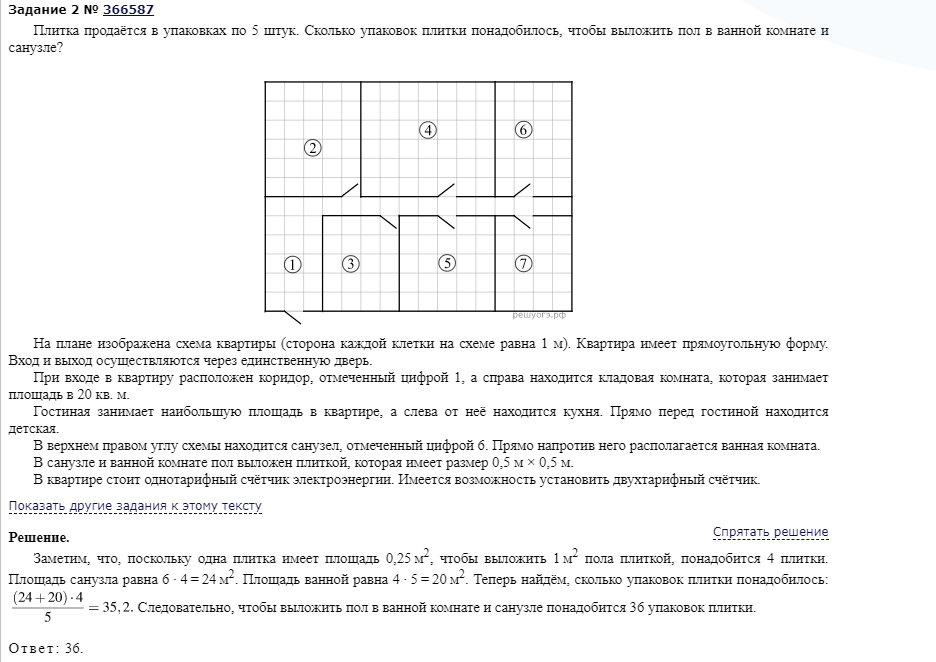 Задание 2 № 366587
Плитка продаётся в упаковках по 5 штук. Сколько упаковок плитки понадобилось, чтобы выложить пол в ванной комнате и
санузле?
4
6
2
1
3
5
7
решуогэ.рф
На плане изображена схема квартиры (сторона каждой клетки на схеме равна 1 м). Квартира имеет прямоугольную форму.
Вход и выход осуществляются через единственную дверь.
При входе в квартиру расположен коридор, отмеченный цифрой 1, а справа находится кладовая комната, которая занимает
площадь в 20 кв. м.
Гостиная занимает наибольшую площадь в квартире, а слева от неё находится кухня. Прямо перед гостиной находится
детская.
В верхнем правом углу схемы находится санузел, отмеченный цифрой 6. Прямо напротив него располагается ванная комната.
В санузле и ванной комнате пол выложен плиткой, которая имеет размер 0,5 м × 0,5 м.
В квартире стоит однотарифный счётчик электроэнергии. Имеется возможность установить двухтарифный счётчик.
Показать другие задания к этому тексту
Спрятать решение
Решение.
Заметим, что, поскольку одна плитка имеет площадь 0,25 м², чтобы выложить 1 м² пола плиткой, понадобится 4 плитки.
Площадь санузла равна 6 · 4 = 24 м². Площадь ванной равна 4 · 5 = 20 м². Теперь найдём, сколько упаковок плитки понадобилось:
(24 + 20) · 4
5
= 35,2. Следовательно, чтобы выложить пол в ванной комнате и санузле понадобится 36 упаковок плитки.
Ответ: 36.